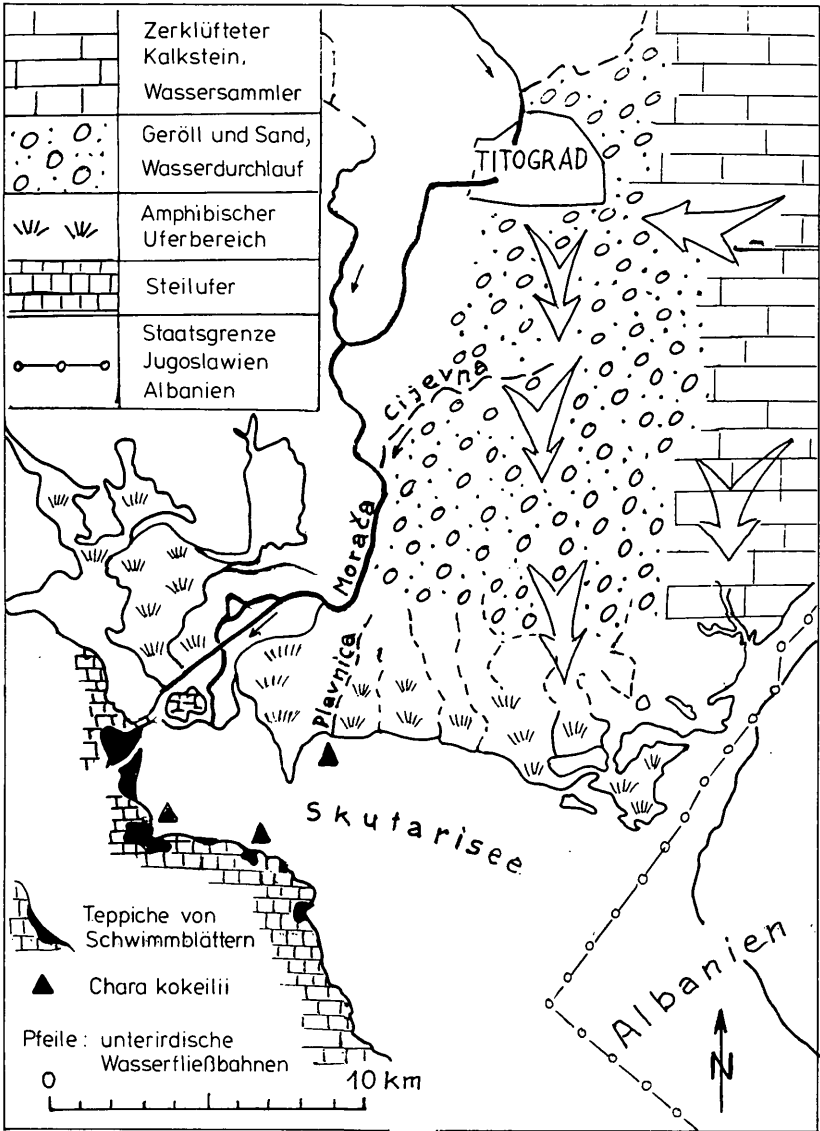 Zerklüfteter
Kalkstein,
Wassersammler
Geröll und Sand,
Wasserdurchlauf
Amphibischer
Uferbereich
Steilufer
Staatsgrenze
Jugoslawien
Albanien
TITOGRAD
Cijevna
Morača
Plavnica
Skutarisee
Albanien
Teppiche von
Schwimmblättern
Chara kokeilii
Pfeile: unterirdische
Wasserfließbahnen
0 10 km
N